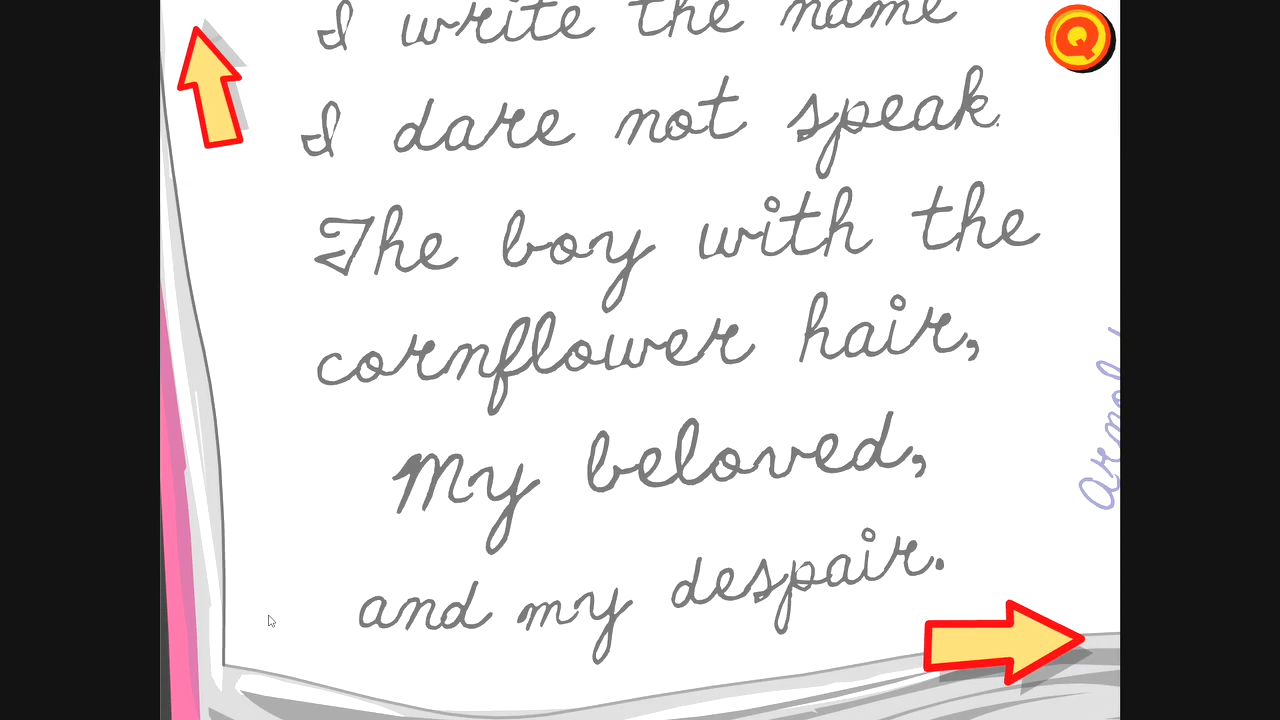 I write the name
I dare not speak.
The boy with the
cornflower hair,
My beloved,
and my despair.
Q